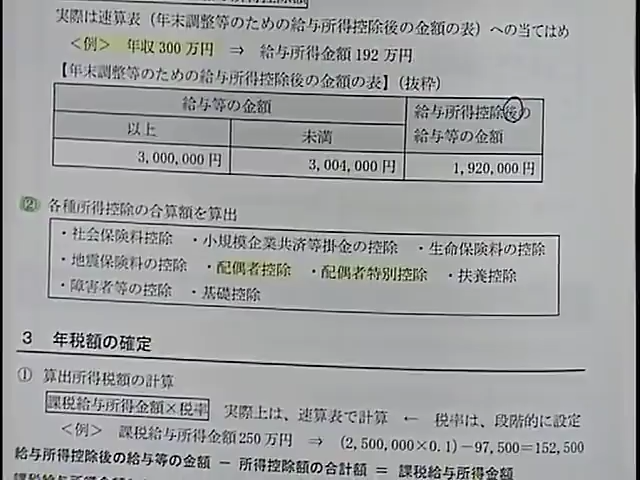 実際は速算表（年末調整等のための給与所得控除後の金額の表）への当てはめ
＜例＞ 年収300万円 ⇒ 給与所得金額192万円
【年末調整等のための給与所得控除後の金額の表】（抜粋）
給与等の金額
給与所得控除後の
給与等の金額
以上 未満
3,000,000円 3,004,000円 1,920,000円
② 各種所得控除の合算額を算出
・社会保険料控除 ・小規模企業共済等掛金の控除 ・生命保険料の控除
・地震保険料の控除 ・配偶者控除 ・配偶者特別控除 ・扶養控除
・障害者等の控除 ・基礎控除
3 年税額の確定
① 算出所得税額の計算
課税給与所得金額×税率 実際上は、速算表で計算 ← 税率は、段階的に設定
＜例＞ 課税給与所得金額250万円 ⇒ (2,500,000×0.1)−97,500=152,500
給与所得控除後の給与等の金額 − 所得控除額の合計額 = 課税給与所得金額